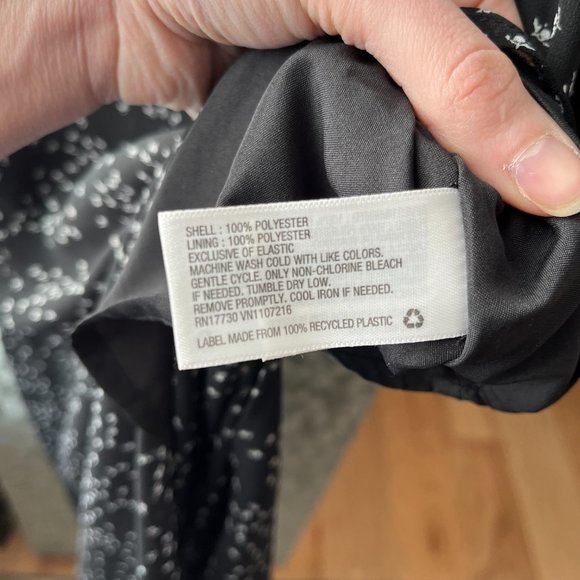 SHELL : 100% POLYESTER
LINING : 100% POLYESTER
EXCLUSIVE OF ELASTIC
MACHINE WASH COLD WITH LIKE COLORS.
GENTLE CYCLE. ONLY NON-CHLORINE BLEACH
IF NEEDED. TUMBLE DRY LOW.
REMOVE PROMPTLY, COOL IRON IF NEEDED.
RN17730 VN1107216
LABEL MADE FROM 100% RECYCLED PLASTIC